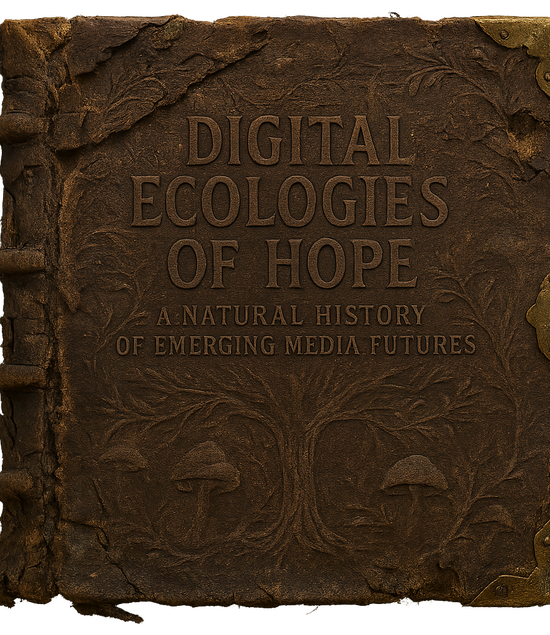 DIGITAL
ECOLOGIES
OF HOPE
A NATURAL HISTORY
OF EMERGING MEDIA FUTURES